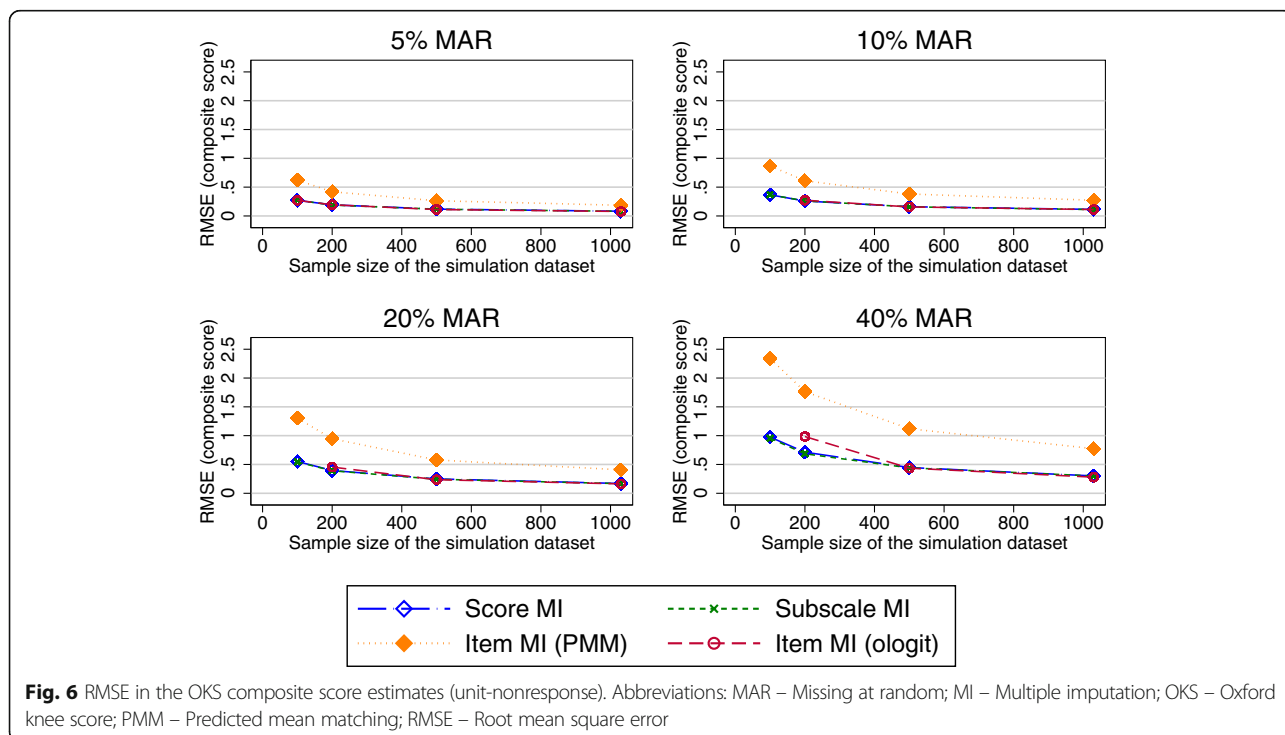 5% MAR
RMSE (composite score)
0 .5 1 1.5 2 2.5
0 200 400 600 800 1000
Sample size of the simulation dataset
10% MAR
RMSE (composite score)
0 .5 1 1.5 2 2.5
0 200 400 600 800 1000
Sample size of the simulation dataset
20% MAR
RMSE (composite score)
0 .5 1 1.5 2 2.5
0 200 400 600 800 1000
Sample size of the simulation dataset
40% MAR
RMSE (composite score)
0 .5 1 1.5 2 2.5
0 200 400 600 800 1000
Sample size of the simulation dataset
Score MI
Subscale MI
Item MI (PMM)
Item MI (ologit)
Fig. 6 RMSE in the OKS composite score estimates (unit-nonresponse). Abbreviations: MAR – Missing at random; MI – Multiple imputation; OKS – Oxford
knee score; PMM – Predicted mean matching; RMSE – Root mean square error